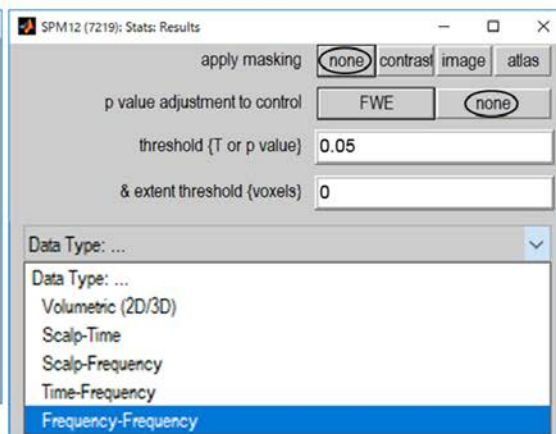 SPM12 (7219): Stats: Results
apply masking none contrast image atlas
p value adjustment to control FWE none
threshold {T or p value} 0.05
& extent threshold {voxels} 0
Data Type: ...
Data Type: ...
Volumetric (2D/3D)
Scalp-Time
Scalp-Frequency
Time-Frequency
Frequency-Frequency